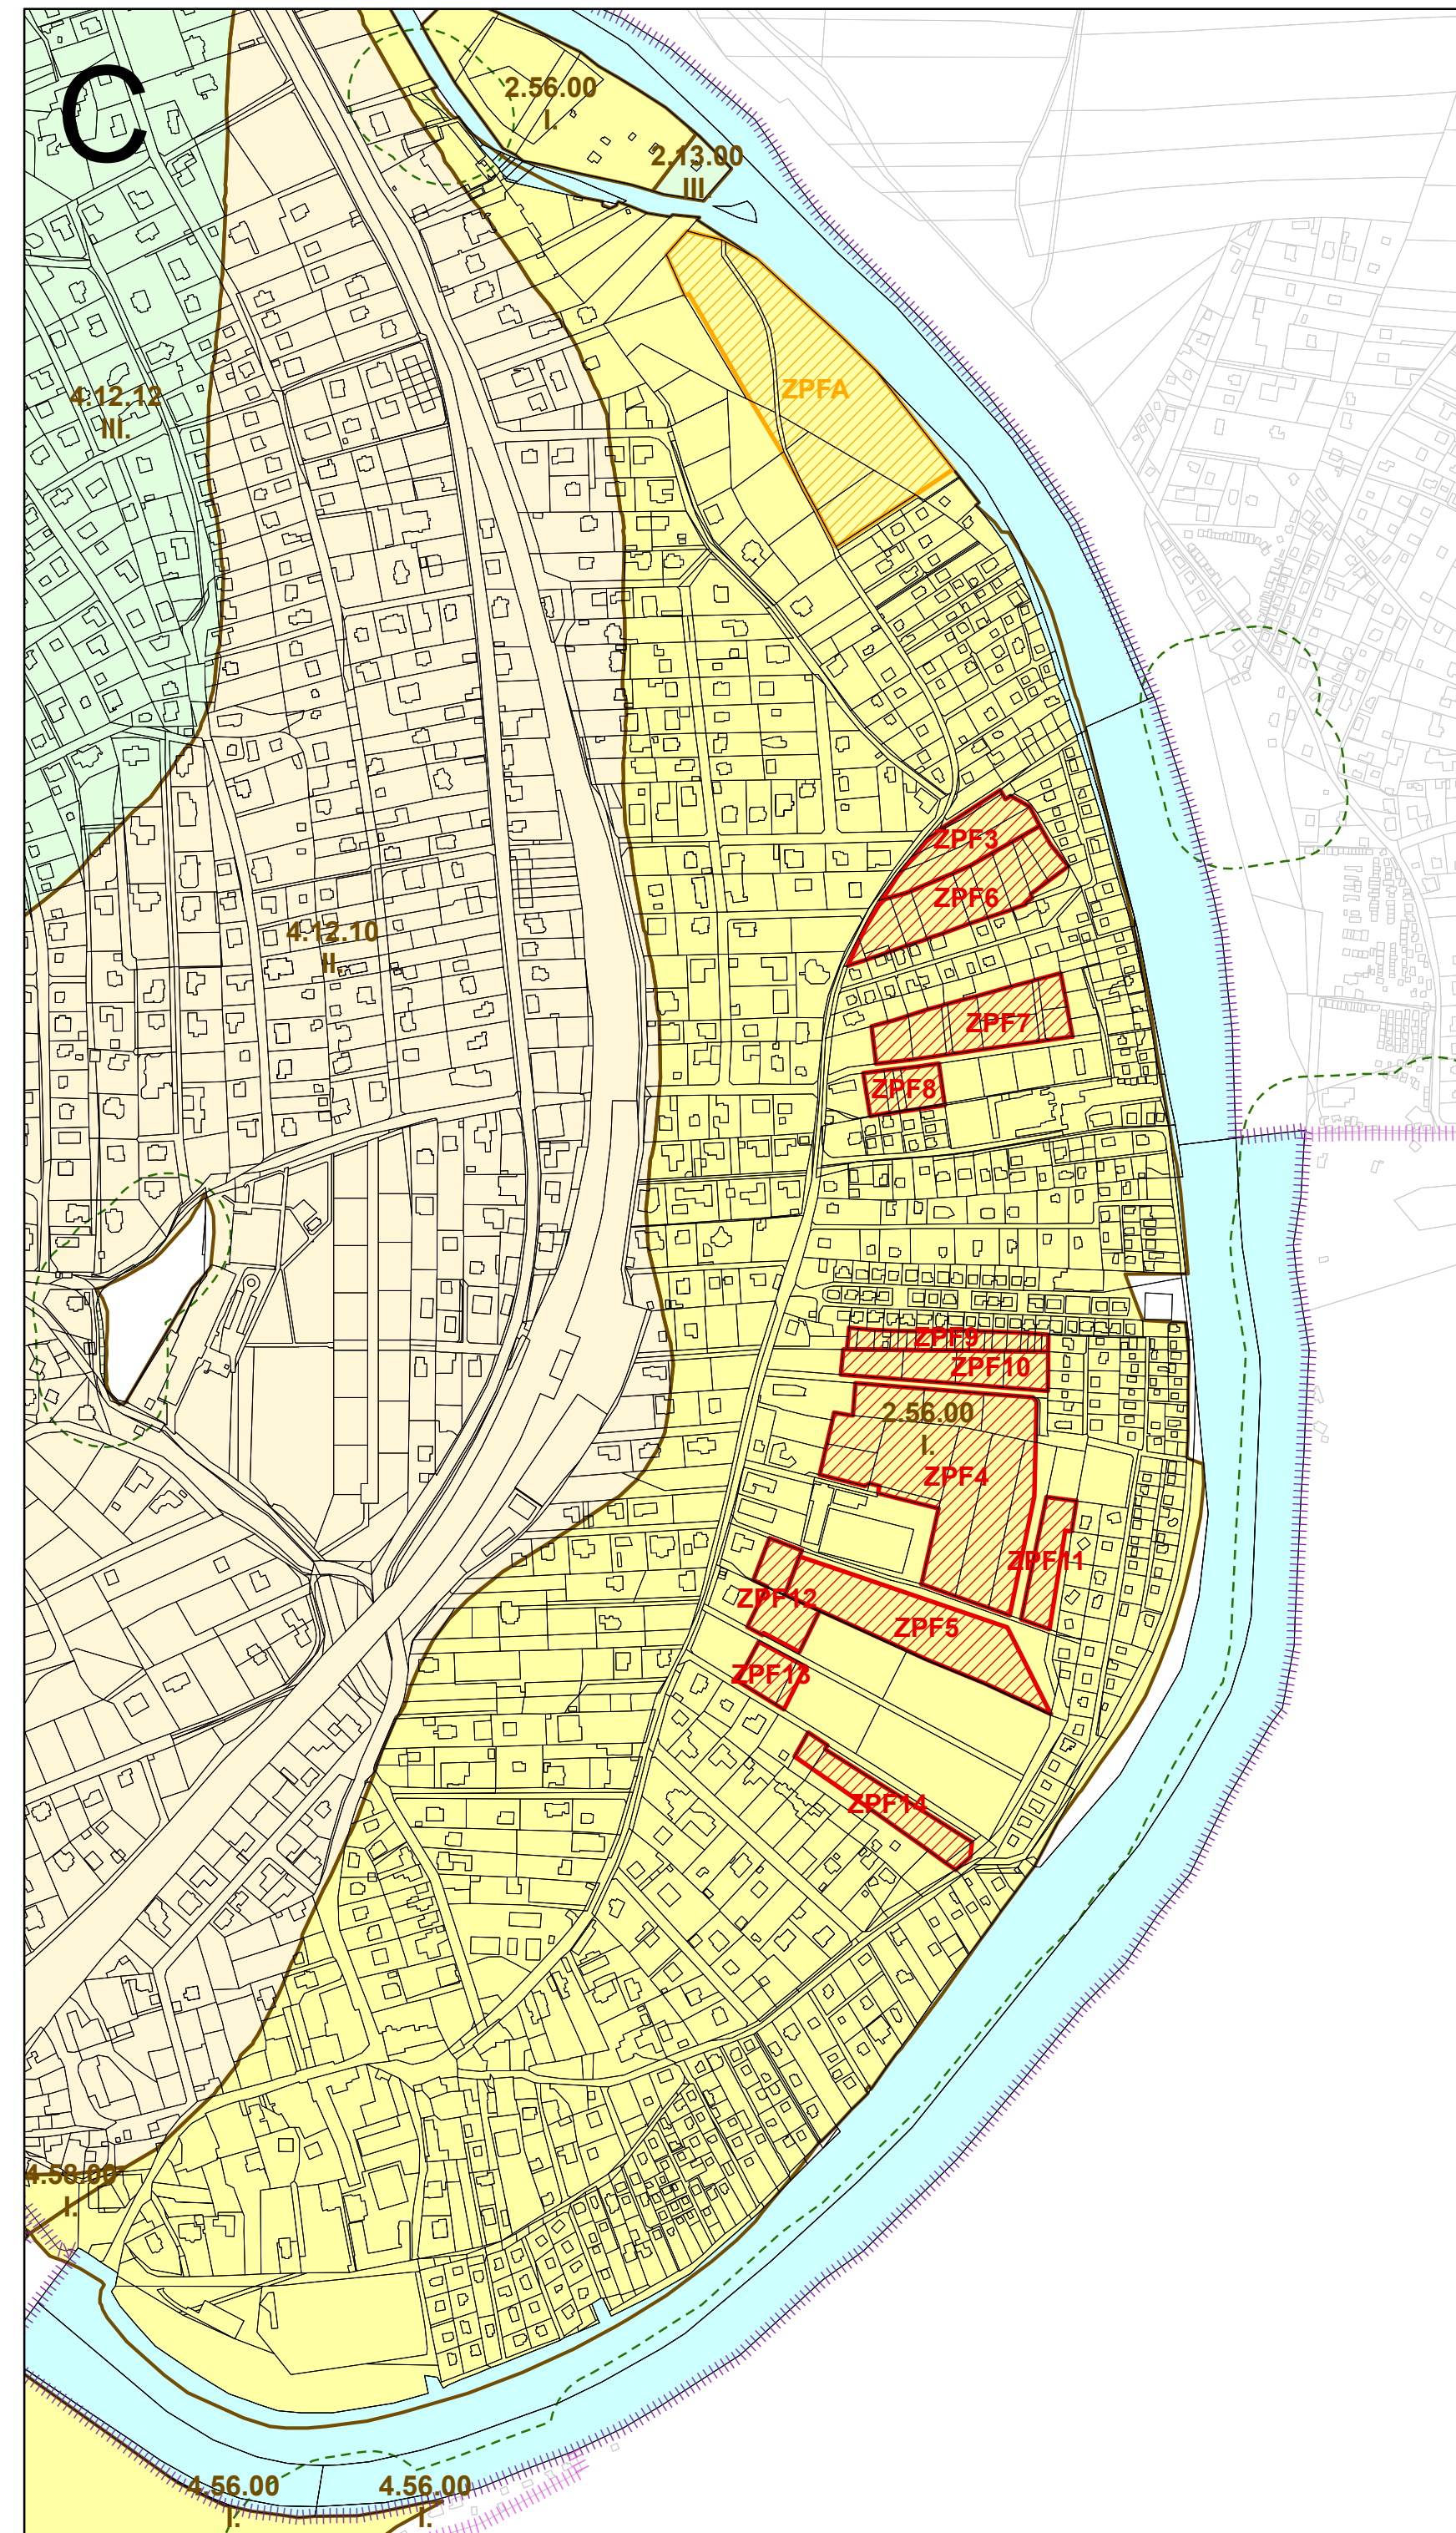 C
2.56.00
I.
2.13.00
III.
ZPFA
4.12.12
III.
ZPF3
ZPF6
4.12.10
II.
ZPF7
ZPF8
ZPF9
ZPF10
2.56.00
I.
ZPF4
ZPF11
ZPF12
ZPF5
ZPF13
ZPF14
4.58.00
I.
4.56.00
I.
4.56.00
I.